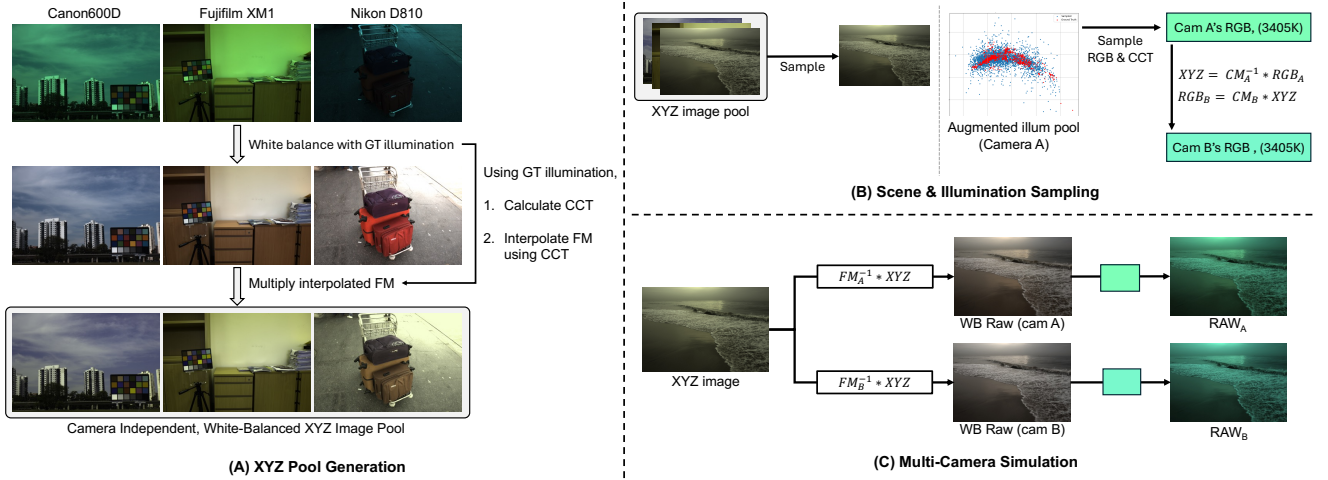 Canon600D
Fujifilm XM1
Nikon D810
White balance with GT illumination
Using GT illumination,
1. Calculate CCT
2. Interpolate FM
using CCT
Multiply interpolated FM
Camera Independent, White-Balanced XYZ Image Pool
(A) XYZ Pool Generation
XYZ image pool
Sample
Augmented illum pool
(Camera A)
Sample
RGB & CCT
Cam A's RGB, (3405K)
XYZ = CM_A^{-1} * RGB_A
RGB_B = CM_B * XYZ
Cam B's RGB , (3405K)
(B) Scene & Illumination Sampling
XYZ image
FM_A^{-1} * XYZ
WB Raw (cam A)
RAW_A
FM_B^{-1} * XYZ
WB Raw (cam B)
RAW_B
(C) Multi-Camera Simulation